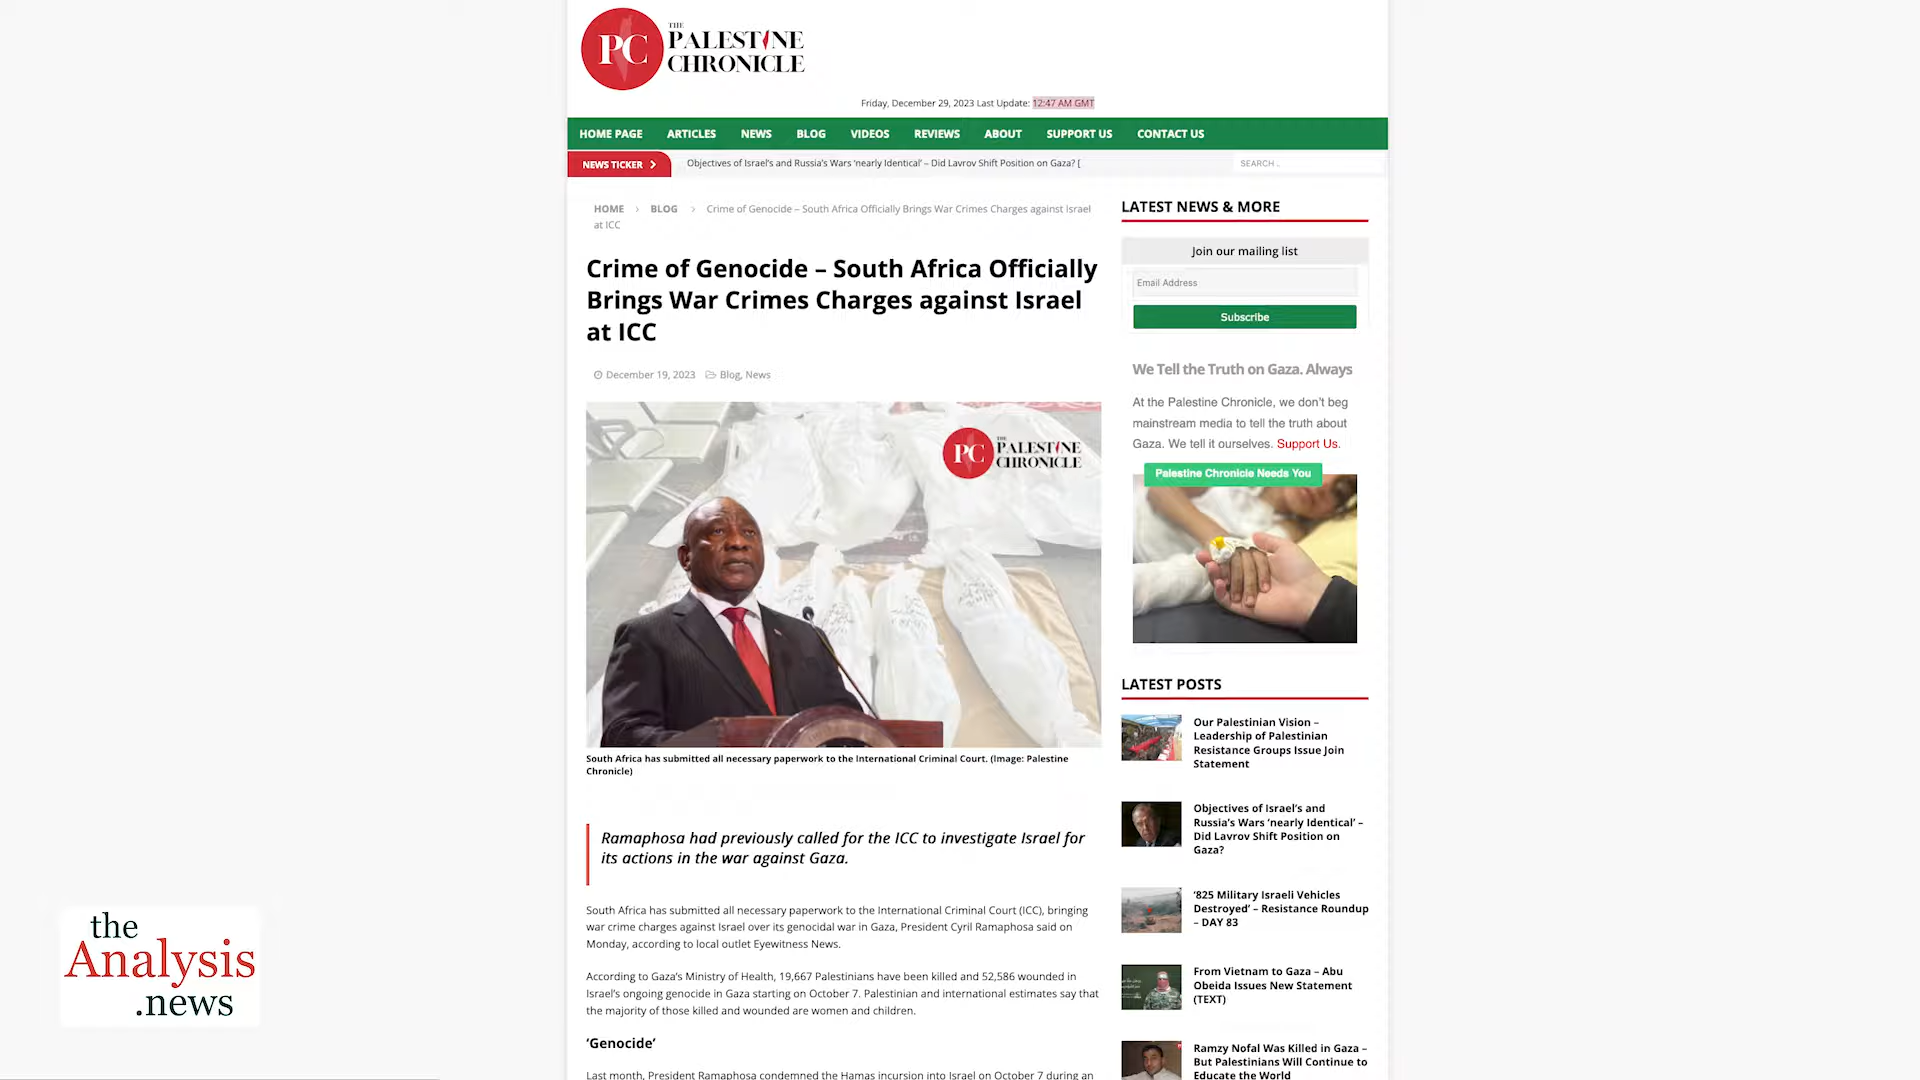 PC THE
PALESTINE
CHRONICLE
Friday, December 29, 2023 Last Update: 12:47 AM GMT
HOME PAGE ARTICLES NEWS BLOG VIDEOS REVIEWS ABOUT SUPPORT US CONTACT US
NEWS TICKER Objectives of Israel's and Russia's Wars 'nearly Identical' – Did Lavrov Shift Position on Gaza? [
SEARCH ..
HOME > BLOG > Crime of Genocide – South Africa Officially Brings War Crimes Charges against Israel
at ICC
Crime of Genocide – South Africa Officially
Brings War Crimes Charges against Israel
at ICC
December 19, 2023 Blog, News
PC THE
PALESTINE
CHRONICLE
South Africa has submitted all necessary paperwork to the International Criminal Court. (Image: Palestine
Chronicle)
Ramaphosa had previously called for the ICC to investigate Israel for
its actions in the war against Gaza.
South Africa has submitted all necessary paperwork to the International Criminal Court (ICC), bringing
war crime charges against Israel over its genocidal war in Gaza, President Cyril Ramaphosa said on
Monday, according to local outlet Eyewitness News.
According to Gaza's Ministry of Health, 19,667 Palestinians have been killed and 52,586 wounded in
Israel's ongoing genocide in Gaza starting on October 7. Palestinian and international estimates say that
the majority of those killed and wounded are women and children.
'Genocide'
Last month, President Ramaphosa condemned the Hamas incursion into Israel on October 7 during an
LATEST NEWS & MORE
Join our mailing list
Email Address
Subscribe
We Tell the Truth on Gaza. Always
At the Palestine Chronicle, we don't beg
mainstream media to tell the truth about
Gaza. We tell it ourselves. Support Us.
Palestine Chronicle Needs You
LATEST POSTS
Our Palestinian Vision –
Leadership of Palestinian
Resistance Groups Issue Join
Statement
Objectives of Israel's and
Russia's Wars 'nearly Identical' –
Did Lavrov Shift Position on
Gaza?
'825 Military Israeli Vehicles
Destroyed' – Resistance Roundup
– DAY 83
From Vietnam to Gaza – Abu
Obeida Issues New Statement
(TEXT)
Ramzy Nofal Was Killed in Gaza –
But Palestinians Will Continue to
Educate the World
the
Analysis
.news